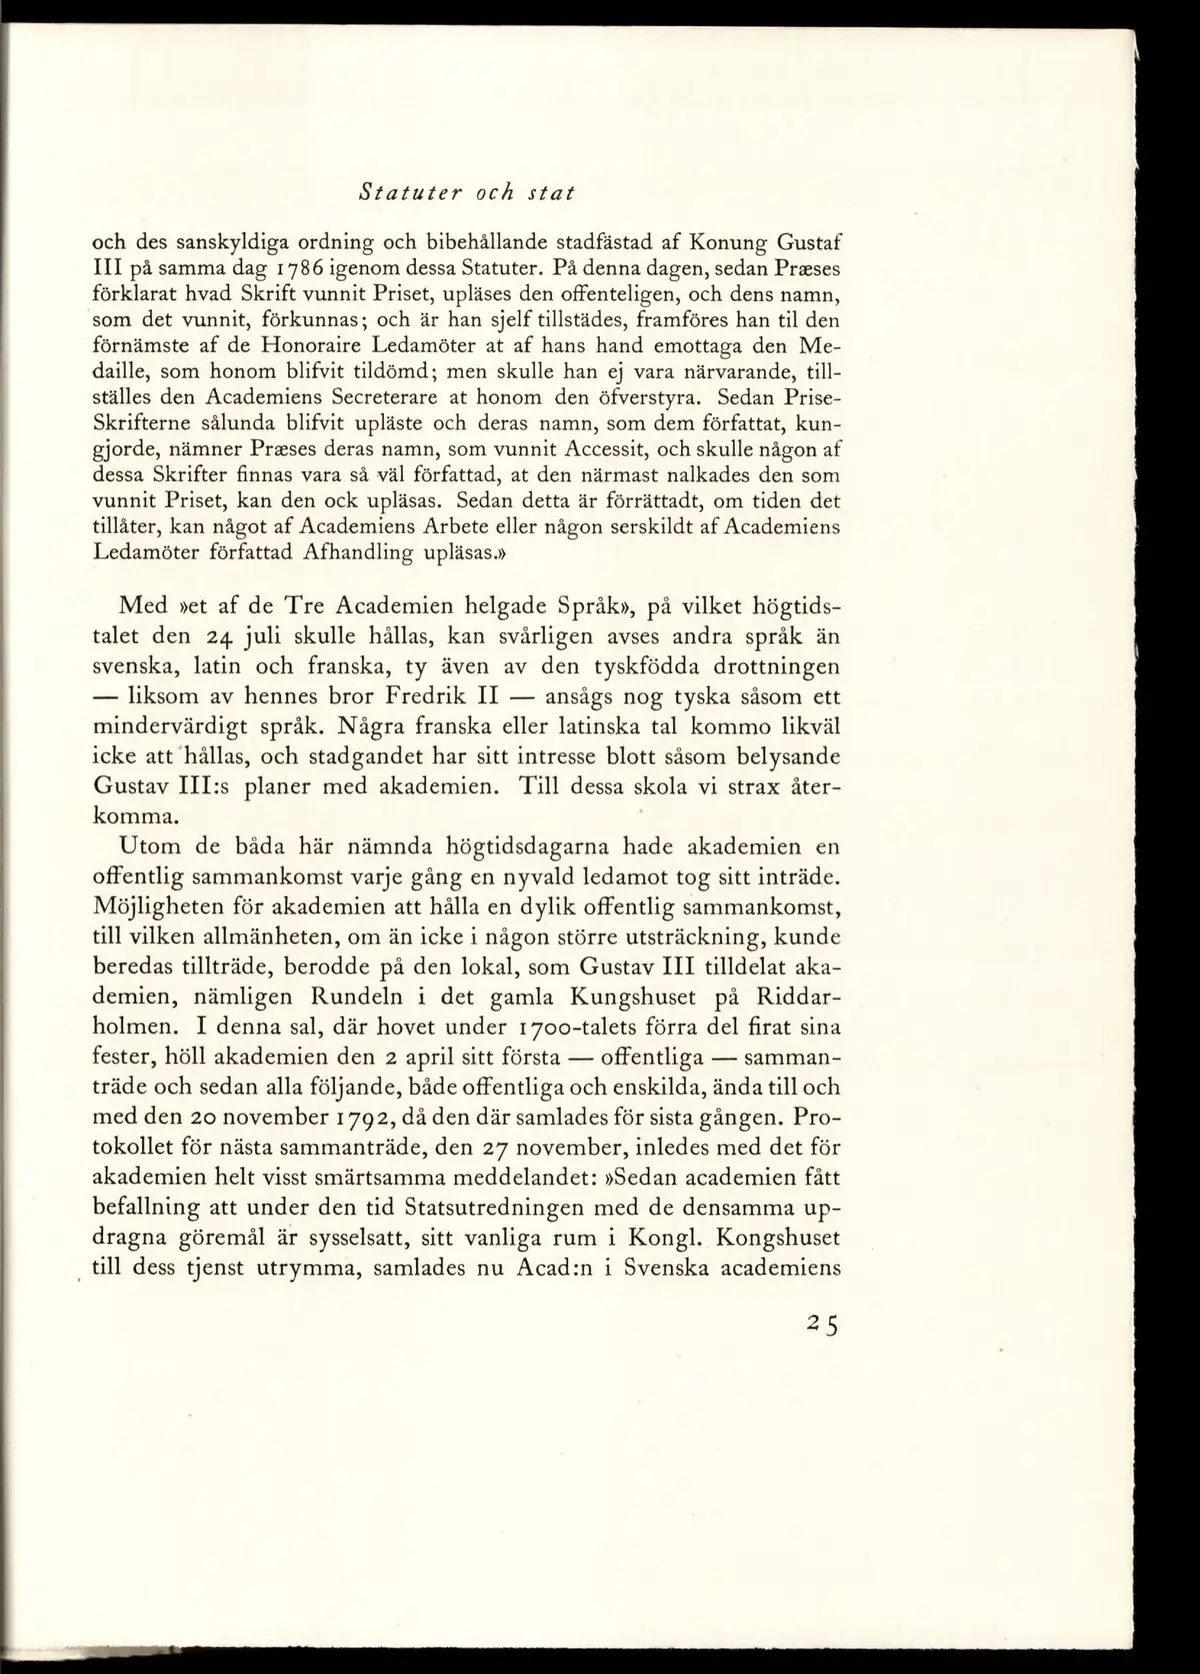 Statuter och stat
och des sanskyldiga ordning och bibehållande stadfästad af Konung Gustaf
III på samma dag 1786 igenom dessa Statuter. På denna dagen, sedan Præses
förklarat hvad Skrift vunnit Priset, upläses den offenteligen, och dens namn,
som det vunnit, förkunnas; och är han sjelf tillstädes, framföres han til den
förnämste af de Honoraire Ledamöter at af hans hand emottaga den Me-
daille, som honom blifvit tildömd; men skulle han ej vara närvarande, till-
ställes den Academiens Secreterare at honom den öfverstyra. Sedan Prise-
Skrifterne sålunda blifvit upläste och deras namn, som dem författat, kun-
gjorde, nämner Præses deras namn, som vunnit Accessit, och skulle någon af
dessa Skrifter finnas vara så väl författad, at den närmast nalkades den som
vunnit Priset, kan den ock upläsas. Sedan detta är förrättadt, om tiden det
tillåter, kan något af Academiens Arbete eller någon serskildt af Academiens
Ledamöter författad Afhandling upläsas.»
Med »et af de Tre Academien helgade Språk», på vilket högtids-
talet den 24 juli skulle hållas, kan svårligen avses andra språk än
svenska, latin och franska, ty även av den tyskfödda drottningen
— liksom av hennes bror Fredrik II — ansågs nog tyska såsom ett
mindervärdigt språk. Några franska eller latinska tal kommo likväl
icke att hållas, och stadgandet har sitt intresse blott såsom belysande
Gustav III:s planer med akademien. Till dessa skola vi strax åter-
komma.
Utom de båda här nämnda högtidsdagarna hade akademien en
offentlig sammankomst varje gång en nyvald ledamot tog sitt inträde.
Möjligheten för akademien att hålla en dylik offentlig sammankomst,
till vilken allmänheten, om än icke i någon större utsträckning, kunde
beredas tillträde, berodde på den lokal, som Gustav III tilldelat aka-
demien, nämligen Rundeln i det gamla Kungshuset på Riddar-
holmen. I denna sal, där hovet under 1700-talets förra del firat sina
fester, höll akademien den 2 april sitt första — offentliga — samman-
träde och sedan alla följande, både offentliga och enskilda, ända till och
med den 20 november 1792, då den där samlades för sista gången. Pro-
tokollet för nästa sammanträde, den 27 november, inledes med det för
akademien helt visst smärtsamma meddelandet: »Sedan academien fått
befallning att under den tid Statsutredningen med de densamma up-
dragna göremål är sysselsatt, sitt vanliga rum i Kongl. Kongshuset
till dess tjenst utrymma, samlades nu Acad:n i Svenska academiens
25